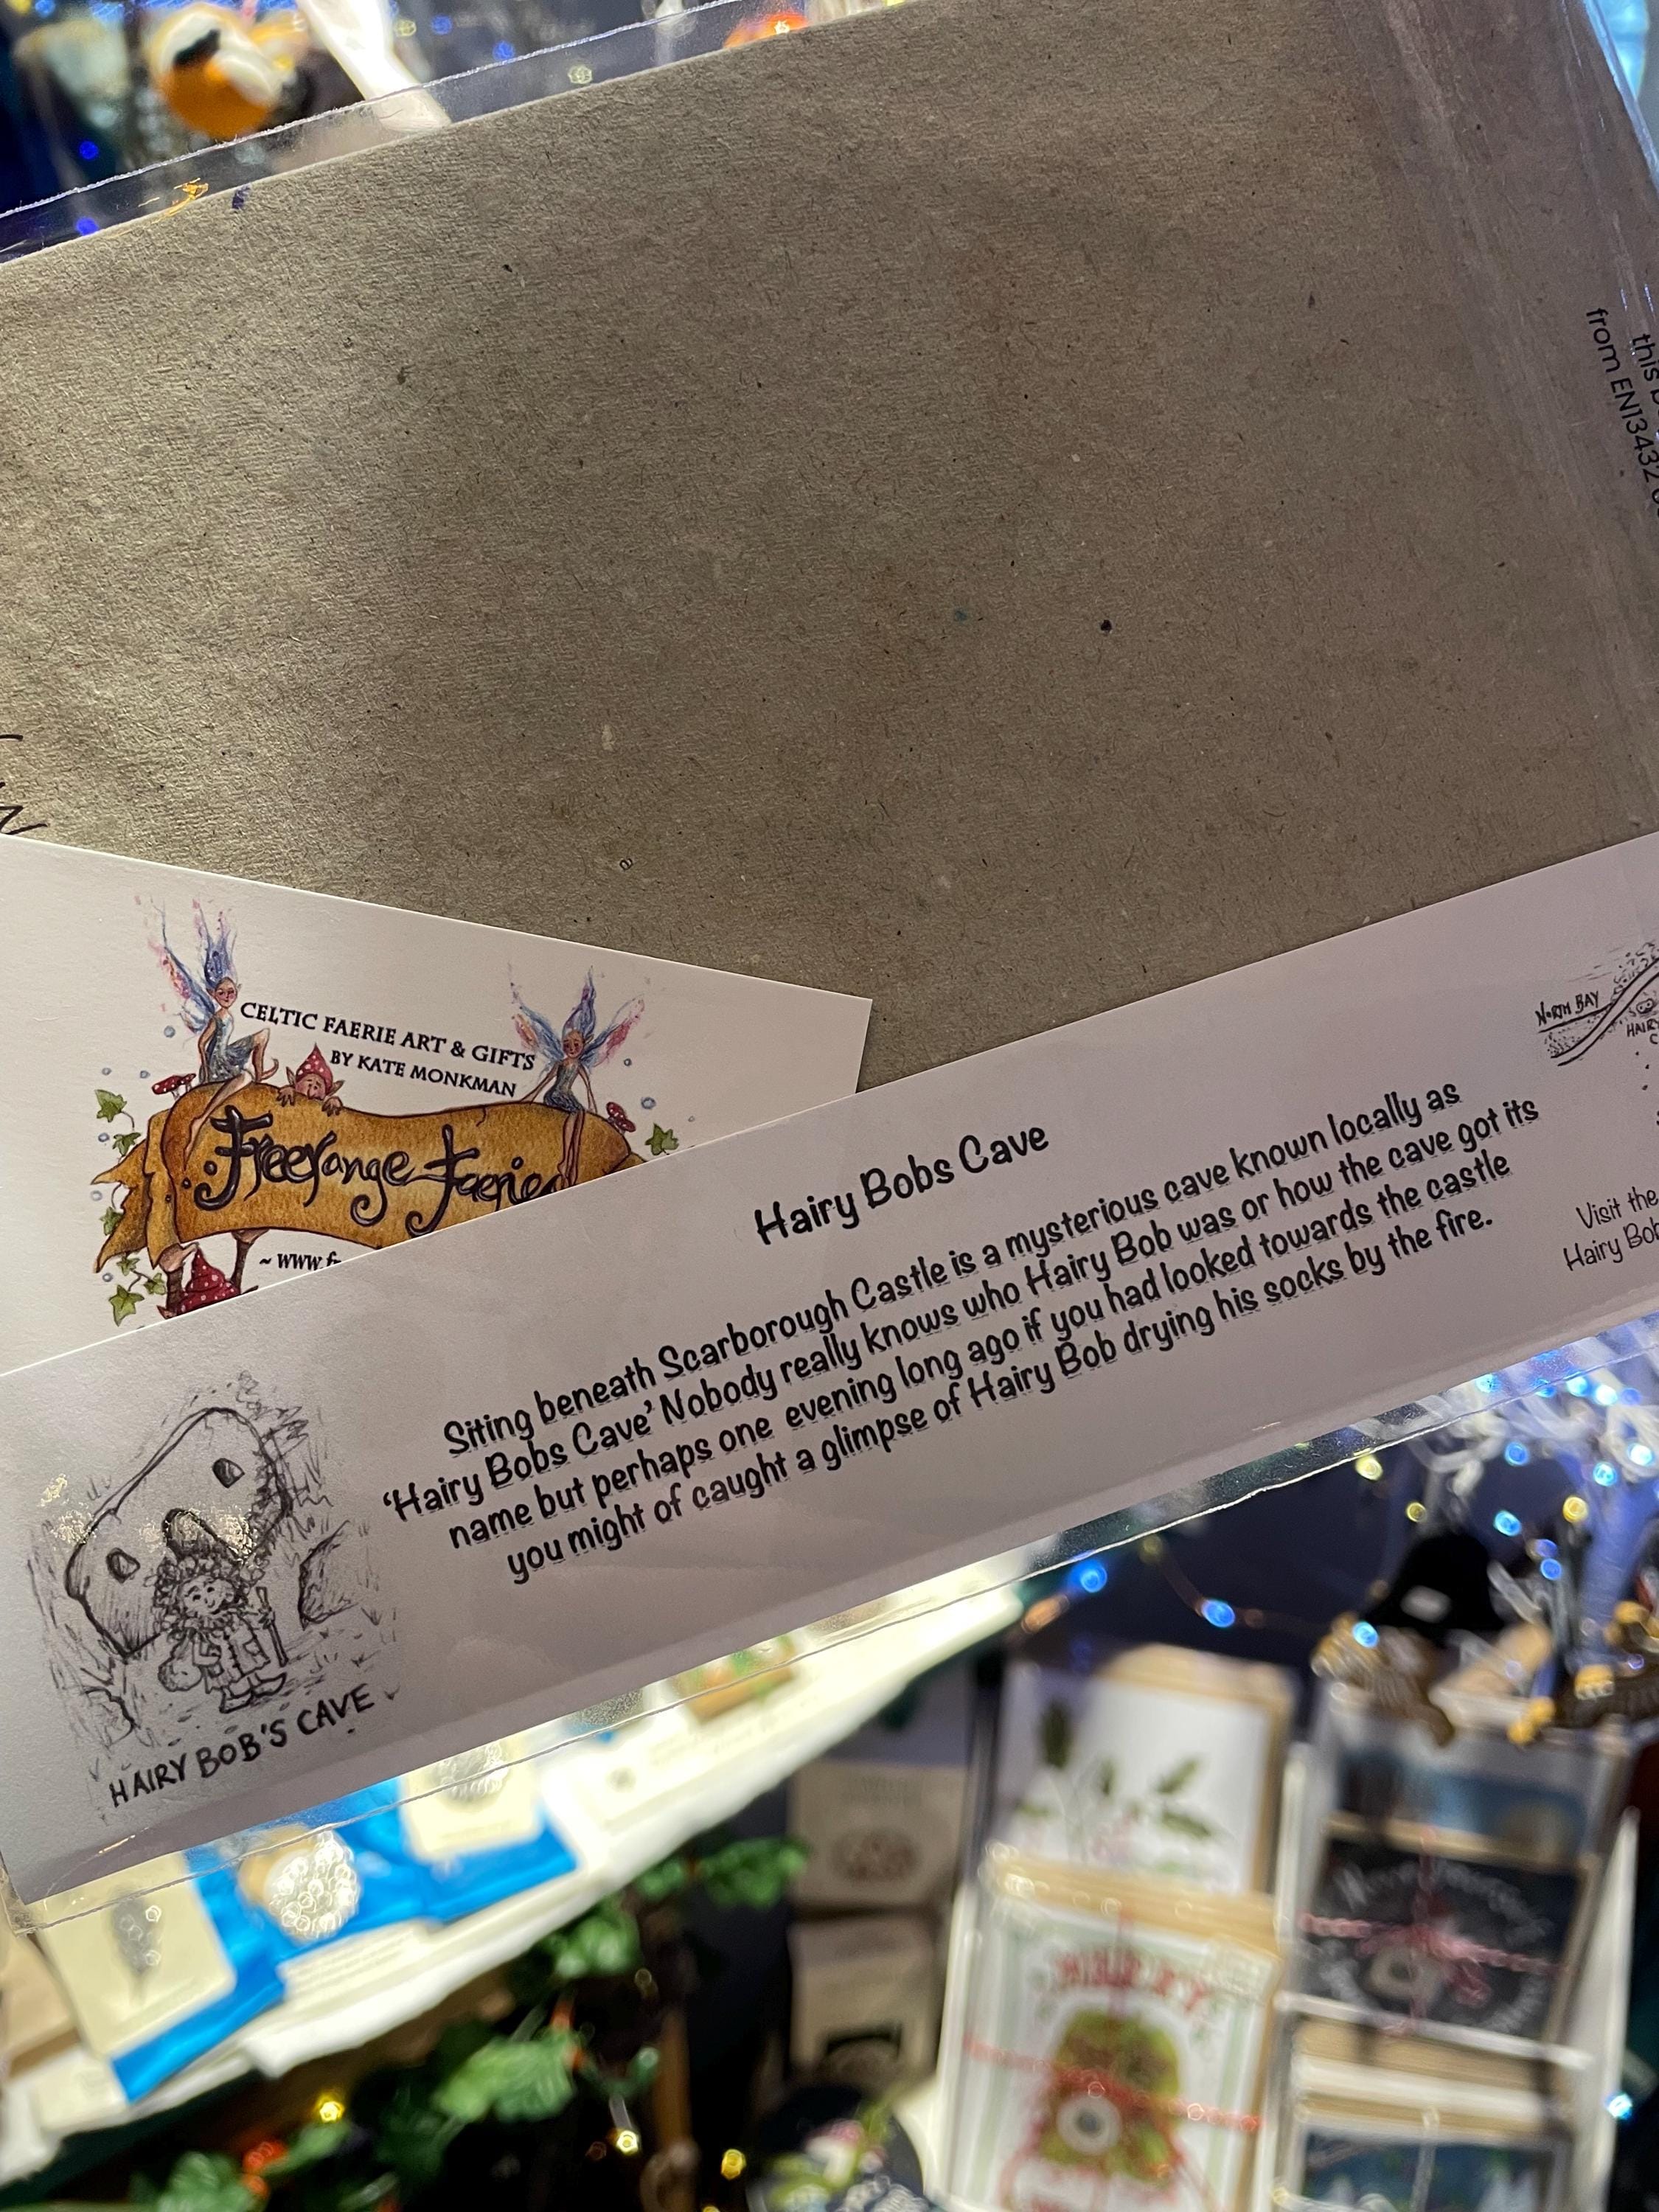 this
from EN13432
CELTIC FAERIE ART & GIFTS
BY KATE MONKMAN
Freerange Faeries
~ www.fr
Hairy Bobs Cave
Siting beneath Scarborough Castle is a mysterious cave known locally as
‘Hairy Bobs Cave’ Nobody really knows who Hairy Bob was or how the cave got its
name but perhaps one evening long ago if you had looked towards the castle
you might of caught a glimpse of Hairy Bob drying his socks by the fire.
HAIRY BOB'S CAVE
NORTH BAY
HAIRY
C
Visit the
Hairy Bob